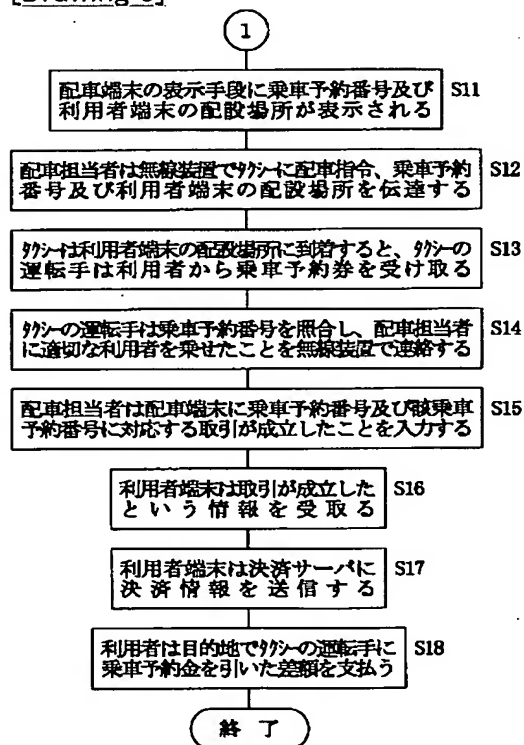 1
配車端末の表示手段に乗車予約番号及び
利用者端末の配設場所が表示される
S11
配車担当者は無線装置でタクシーに配車指令、乗車予約
番号及び利用者端末の配設場所を伝達する
S12
タクシーは利用者端末の配設場所に到着すると、タクシーの
運転手は利用者から乗車予約券を受け取る
S13
タクシーの運転手は乗車予約番号を照合し、配車担当者
に適切な利用者を乗せたことを無線装置で連絡する
S14
配車担当者は配車端末に乗車予約番号及び該乗車
予約番号に対応する取引が成立したことを入力する
S15
利用者端末は取引が成立した
という情報を受取る
S16
利用者端末は決済サーバに
決済情報を送信する
S17
利用者は目的地でタクシーの運転手に
乗車予約金を引いた差額を支払う
S18
終了